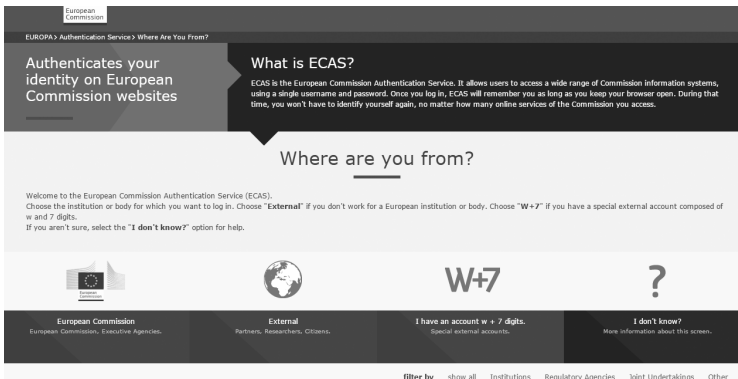 European
Commission
EUROPA> Authentication Service> Where Are You From?
Authenticates your
identity on European
Commission websites
What is ECAS?
ECAS is the European Commission Authentication Service. It allows users to access a wide range of Commission information systems,
using a single username and password. Once you log in, ECAS will remember you as long as you keep your browser open. During that
time, you won't have to identify yourself again, no matter how many online services of the Commission you access.
Where are you from?
Welcome to the European Commission Authentication Service (ECAS).
Choose the institution or body for which you want to log in. Choose "External" if you don't work for a European institution or body. Choose "W+7" if you have a special external account composed of
w and 7 digits.
If you aren't sure, select the "I don't know?" option for help.
European
Commission
W+7
?
European Commission
European Commission, Executive Agencies.
External
Partners, Researchers, Citizens.
I have an account w + 7 digits.
Special external accounts.
I don't know?
More information about this screen.
filter by show all Institutions Regulatory Agencies Joint Undertakings Other